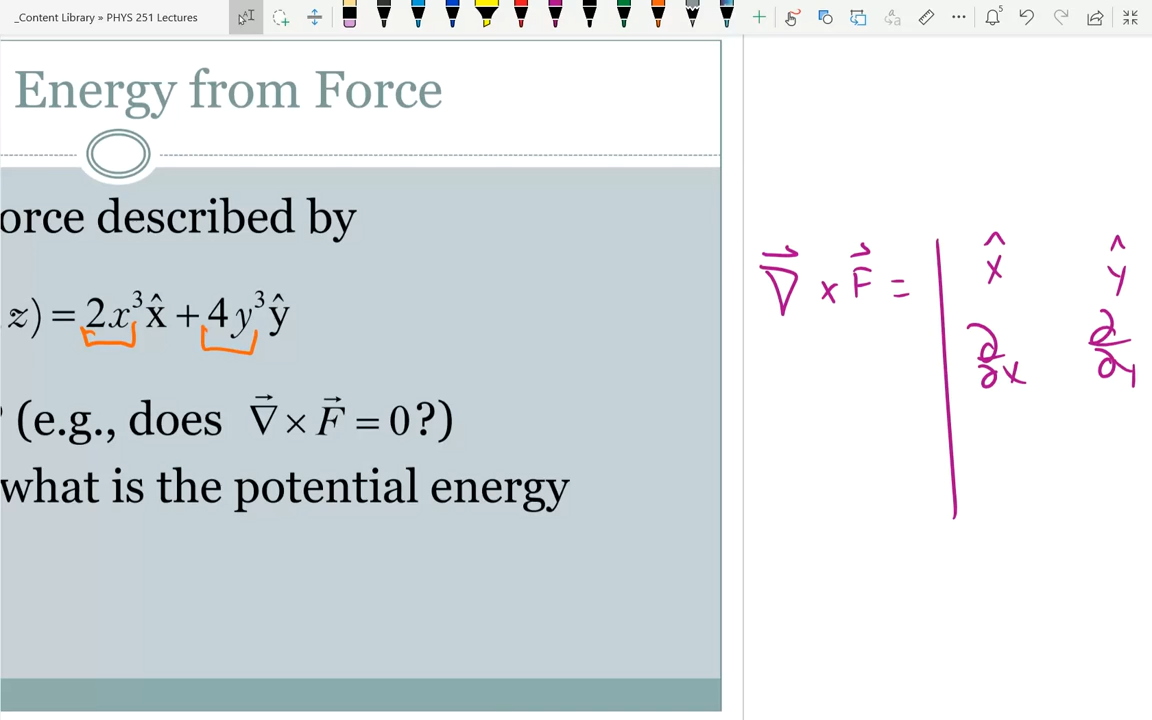 _Content Library » PHYS 251 Lectures
5
Energy from Force
orce described by
z) = 2x³x̂ + 4y³ŷ
(e.g., does ∇⃗ × F⃗ = 0?)
what is the potential energy
∇⃗ × F⃗ = | x̂ ŷ
∂/∂x ∂/∂y